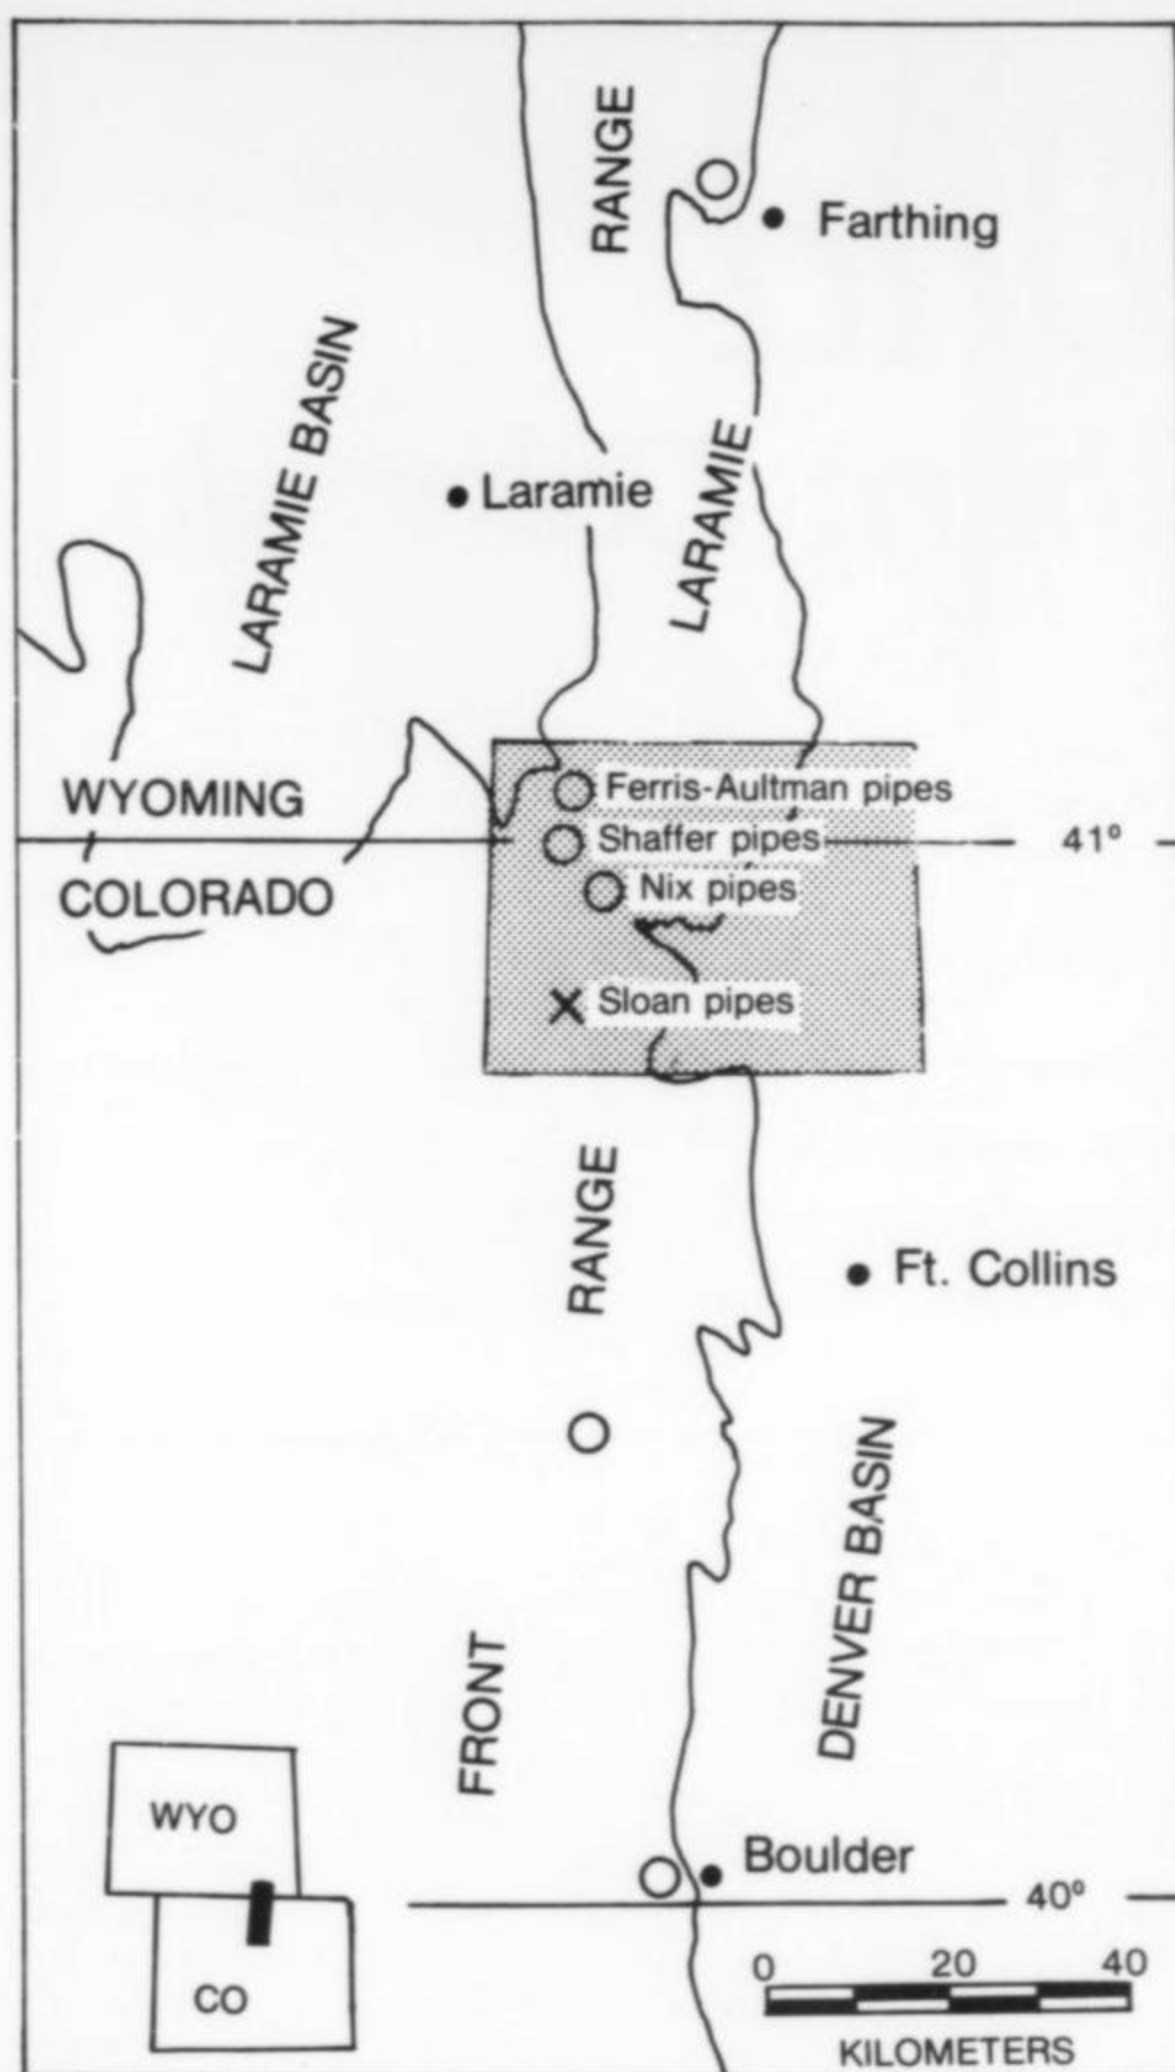 RANGE
Farthing
LARAMIE BASIN
LARAMIE
Laramie
WYOMING
Ferris-Aultman pipes
Shaffer pipes
41°
COLORADO
Nix pipes
Sloan pipes
RANGE
Ft. Collins
DENVER BASIN
FRONT
WYO
Boulder
40°
0 20 40
CO
KILOMETERS